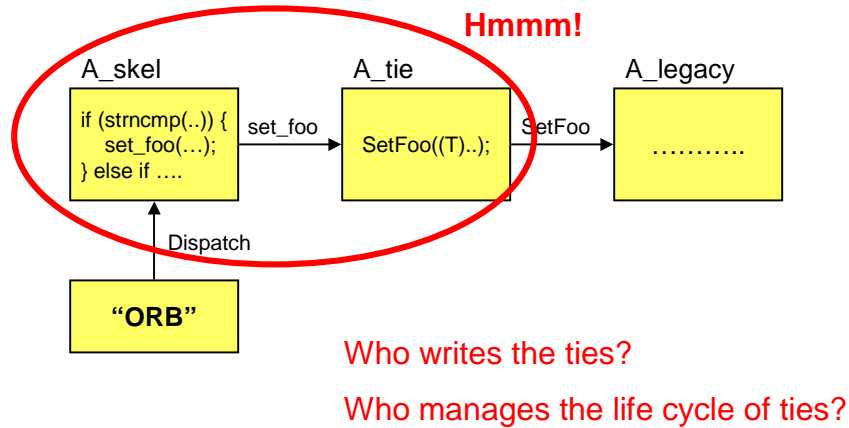 Hmmm!
A_skel
A_tie
A_legacy
if (strncmp(..)) {
set_foo(…);
} else if ….
set_foo
SetFoo((T)..);
SetFoo
………..
Dispatch
“ORB”
Who writes the ties?
Who manages the life cycle of ties?